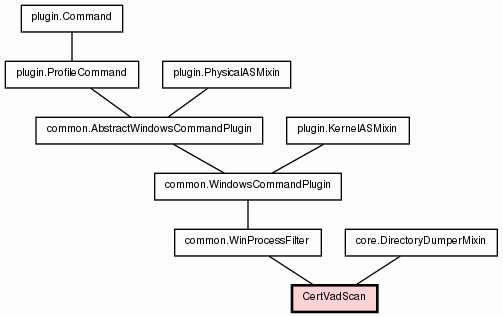 plugin.Command
plugin.ProfileCommand
plugin.PhysicalASMixin
common.AbstractWindowsCommandPlugin
plugin.KernelASMixin
common.WindowsCommandPlugin
common.WinProcessFilter
core.DirectoryDumperMixin
CertVadScan